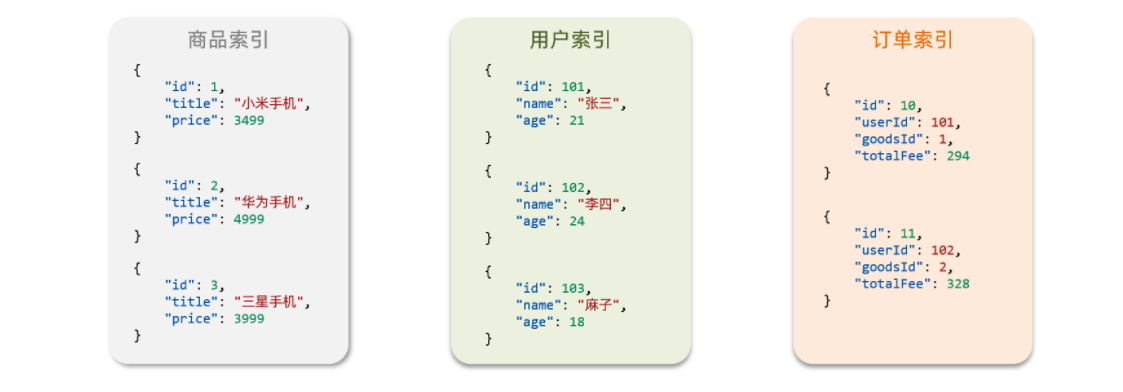 商品索引
{
"id": 1,
"title": "小米手机",
"price": 3499
}
{
"id": 2,
"title": "华为手机",
"price": 4999
}
{
"id": 3,
"title": "三星手机",
"price": 3999
}
用户索引
{
"id": 101,
"name": "张三",
"age": 21
}
{
"id": 102,
"name": "李四",
"age": 24
}
{
"id": 103,
"name": "麻子",
"age": 18
}
订单索引
{
"id": 10,
"userId": 101,
"goodsId": 1,
"totalFee": 294
}
{
"id": 11,
"userId": 102,
"goodsId": 2,
"totalFee": 328
}